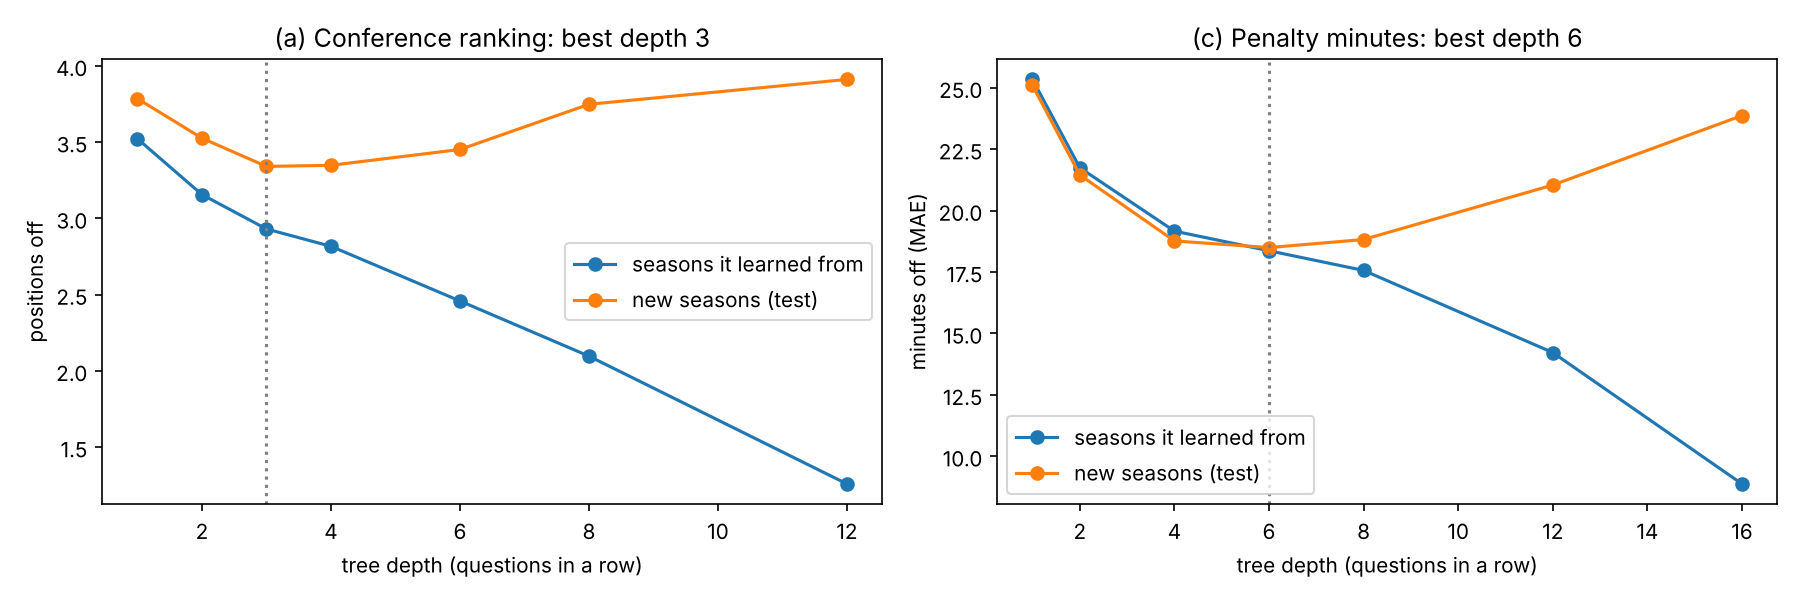 (a) Conference ranking: best depth 3
positions off
4.0
3.5
3.0
2.5
2.0
1.5
seasons it learned from
new seasons (test)
2 4 6 8 10 12
tree depth (questions in a row)
(c) Penalty minutes: best depth 6
minutes off (MAE)
25.0
22.5
20.0
17.5
15.0
12.5
10.0
seasons it learned from
new seasons (test)
2 4 6 8 10 12 14 16
tree depth (questions in a row)